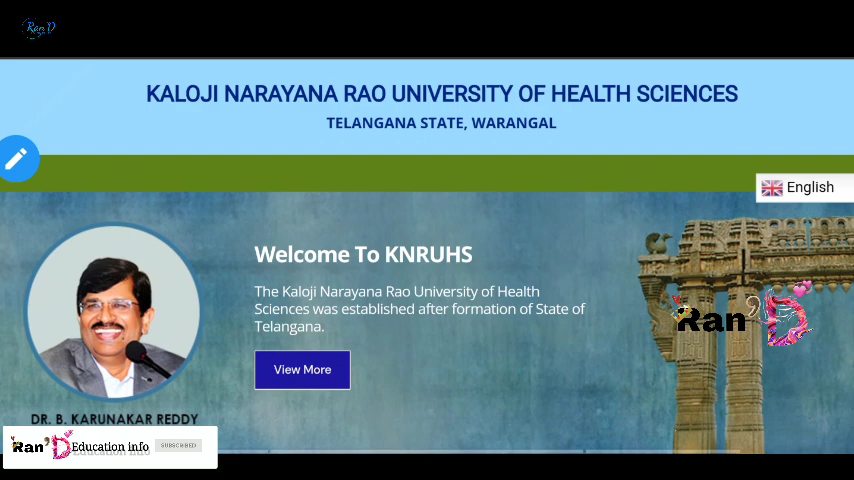 Ran'D
KALOJI NARAYANA RAO UNIVERSITY OF HEALTH SCIENCES
TELANGANA STATE, WARANGAL
English
Welcome To KNRUHS
The Kaloji Narayana Rao University of Health
Sciences was established after formation of State of
Telangana.
Ran'D
View More
DR. B. KARUNAKAR REDDY
Ran'D Education info SUBSCRIBED